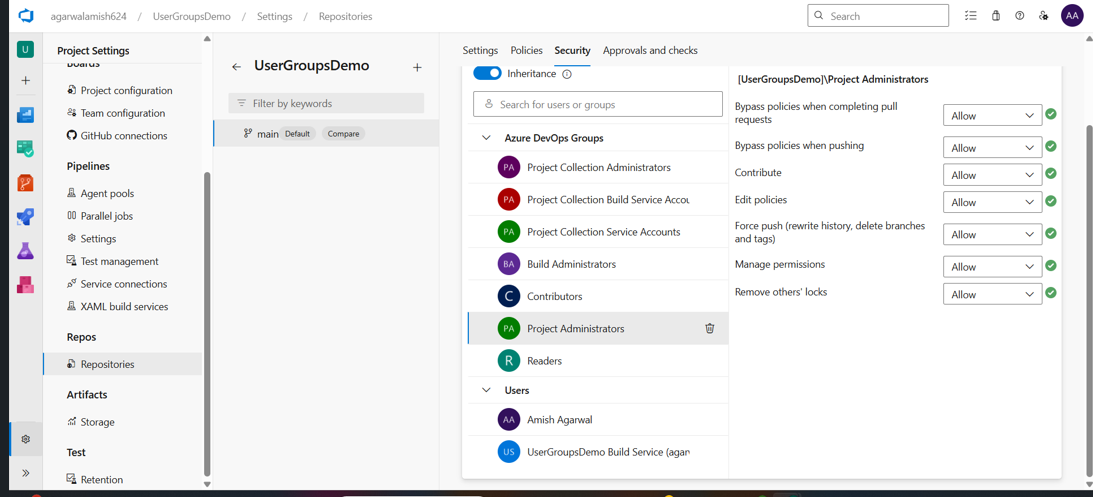 agarwalamish624 / UserGroupsDemo / Settings / Repositories
Search
AA
U
Project Settings
Boards
Project configuration
Team configuration
GitHub connections
Pipelines
Agent pools
Parallel jobs
Settings
Test management
Service connections
XAML build services
Repos
Repositories
Artifacts
Storage
Test
Retention
UserGroupsDemo
Filter by keywords
main Default Compare
Settings Policies Security Approvals and checks
Inheritance
Search for users or groups
Azure DevOps Groups
PA Project Collection Administrators
PA Project Collection Build Service Accou
PA Project Collection Service Accounts
BA Build Administrators
C Contributors
PA Project Administrators
R Readers
Users
AA Amish Agarwal
US UserGroupsDemo Build Service (agar
[UserGroupsDemo]\Project Administrators
Bypass policies when completing pull
requests
Allow
Bypass policies when pushing
Allow
Contribute
Allow
Edit policies
Allow
Force push (rewrite history, delete branches
and tags)
Allow
Manage permissions
Allow
Remove others' locks
Allow